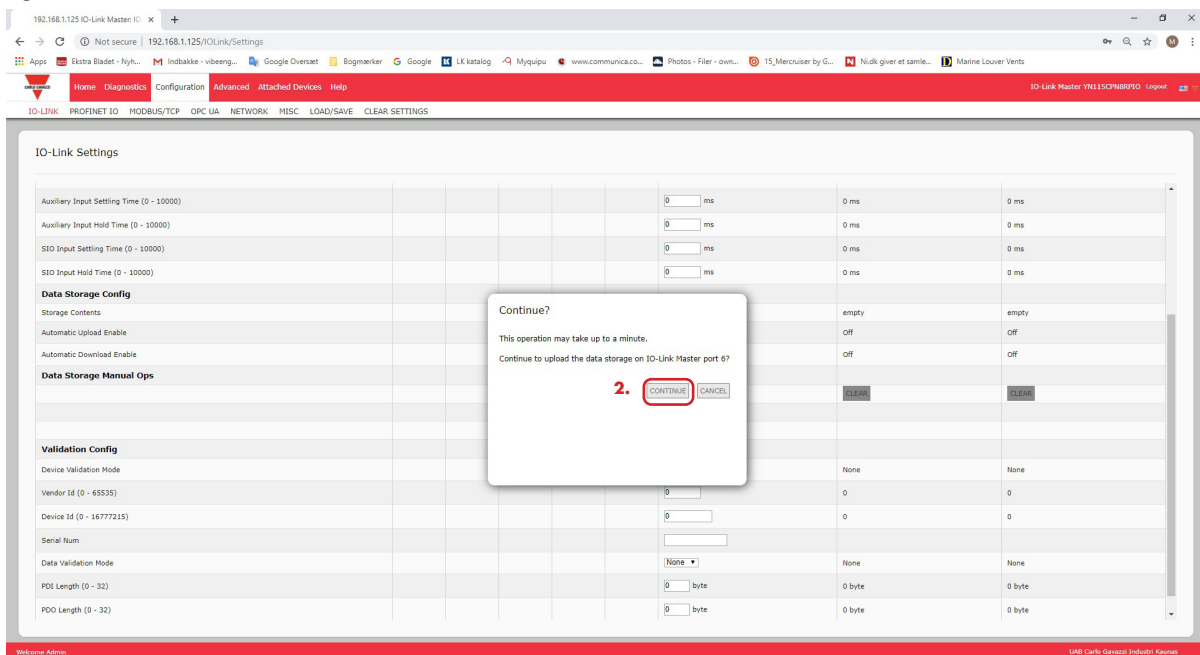 192.168.1.125 IO-Link Master: IO
Not secure | 192.168.1.125/IOLink/Settings
Apps Ekstra Bladet - Nyh... Indbakke - vibeeng... Google Oversæt Bogmærker Google LK katalog Myquipu www.communica.co... Photos - Filer - own... 15_Mercruiser by G... Ni.dk giver et samle... Marine Louver Vents
CARLO GAVAZZI
Home Diagnostics Configuration Advanced Attached Devices Help IO-Link Master YN115CPN8RPIO Logout
IO-LINK PROFINET IO MODBUS/TCP OPC UA NETWORK MISC LOAD/SAVE CLEAR SETTINGS
IO-Link Settings
Auxiliary Input Settling Time (0 - 10000) 0 ms 0 ms 0 ms
Auxiliary Input Hold Time (0 - 10000) 0 ms 0 ms 0 ms
SIO Input Settling Time (0 - 10000) 0 ms 0 ms 0 ms
SIO Input Hold Time (0 - 10000) 0 ms 0 ms 0 ms
Data Storage Config
Storage Contents empty empty
Automatic Upload Enable Off Off
Automatic Download Enable Off Off
Data Storage Manual Ops
CLEAR CLEAR
Continue?
This operation may take up to a minute.
Continue to upload the data storage on IO-Link Master port 6?
2. CONTINUE CANCEL
Validation Config
Device Validation Mode None None
Vendor Id (0 - 65535) 0 0 0
Device Id (0 - 16777215) 0 0 0
Serial Num
Data Validation Mode None None None
PDI Length (0 - 32) 0 byte 0 byte 0 byte
PDO Length (0 - 32) 0 byte 0 byte 0 byte
Welcome Admin UAB Carlo Gavazzi Industri Kaunas